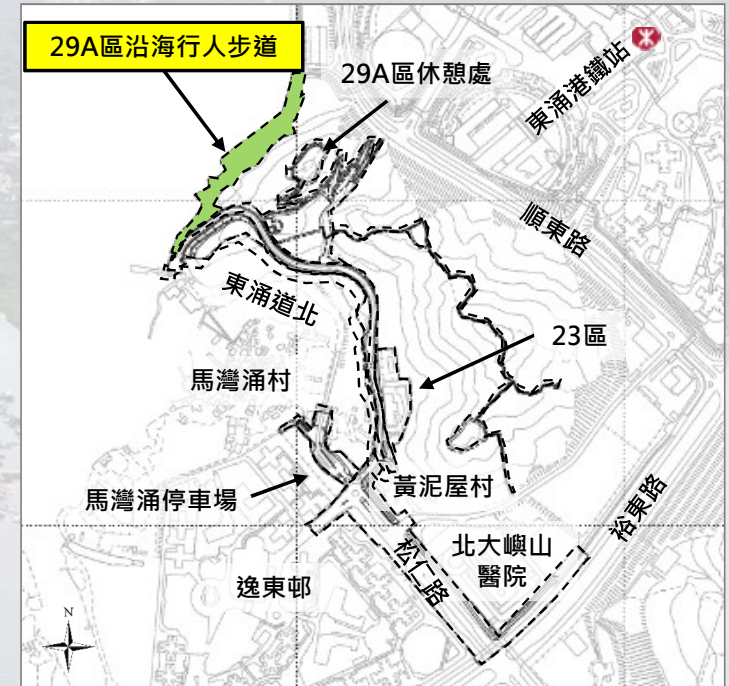 29A區沿海行人步道
29A區休憩處
東涌港鐵站
順東路
東涌道北
23區
馬灣涌村
黃泥屋村
馬灣涌停車場
裕東路
北大嶼山
醫院
松仁路
逸東邨
N